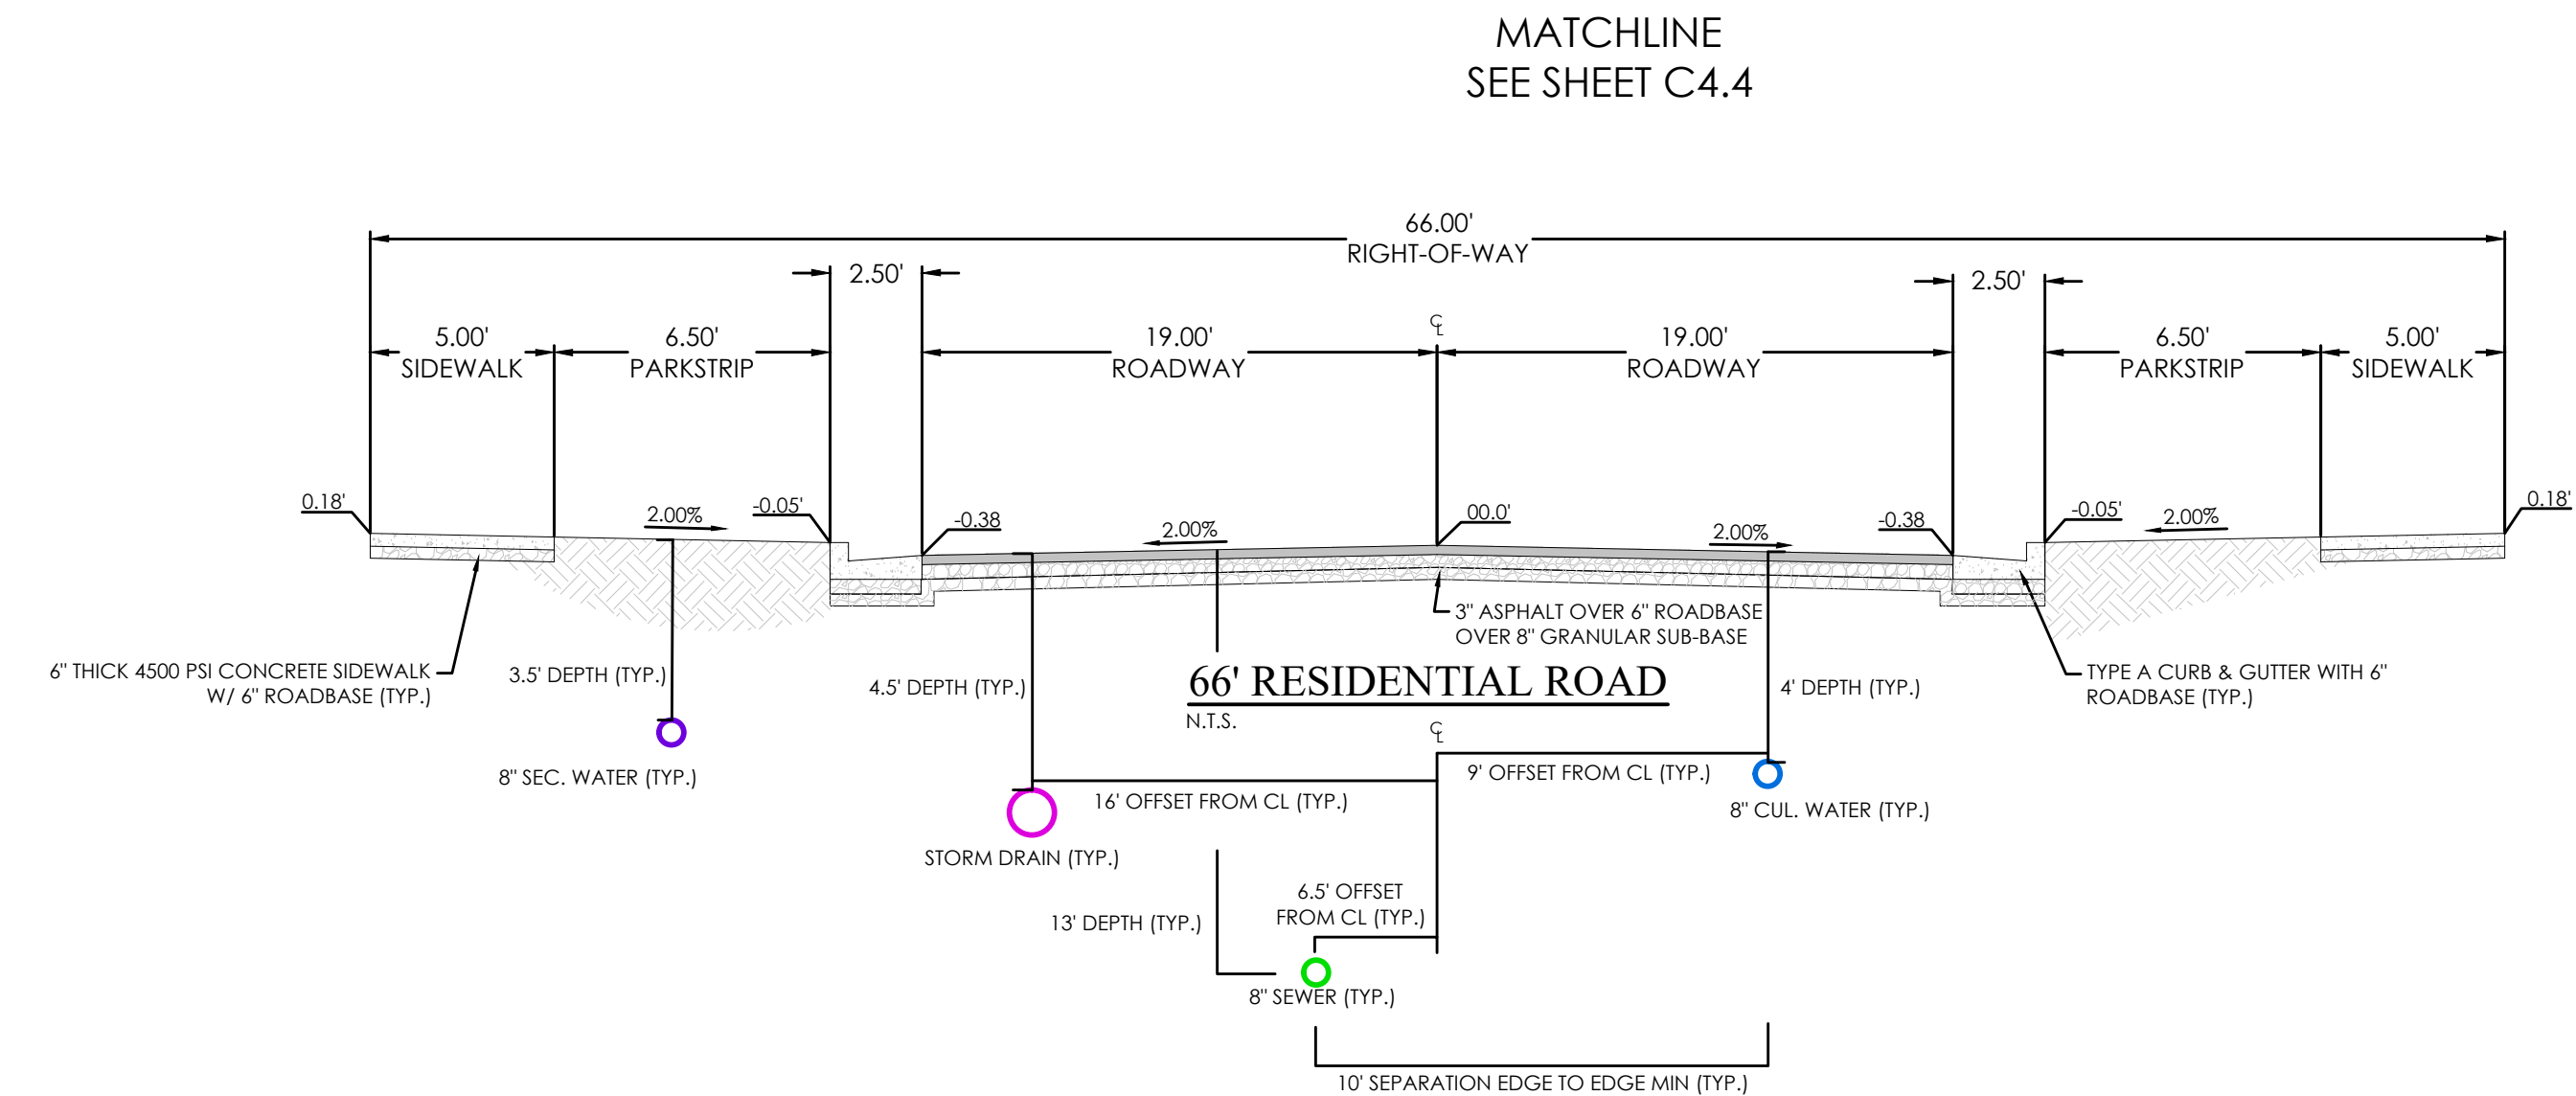 MATCHLINE
SEE SHEET C4.4
66.00'
RIGHT-OF-WAY
2.50'
2.50'
5.00'
SIDEWALK
6.50'
PARKSTRIP
19.00'
ROADWAY
℄
19.00'
ROADWAY
6.50'
PARKSTRIP
5.00'
SIDEWALK
0.18'
2.00%
-0.05'
-0.38
2.00%
00.0'
2.00%
-0.38
-0.05'
2.00%
0.18'
3" ASPHALT OVER 6" ROADBASE
OVER 8" GRANULAR SUB-BASE
6" THICK 4500 PSI CONCRETE SIDEWALK
W/ 6" ROADBASE (TYP.)
3.5' DEPTH (TYP.)
4.5' DEPTH (TYP.)
66' RESIDENTIAL ROAD
N.T.S.
4' DEPTH (TYP.)
TYPE A CURB & GUTTER WITH 6"
ROADBASE (TYP.)
℄
8" SEC. WATER (TYP.)
16' OFFSET FROM CL (TYP.)
9' OFFSET FROM CL (TYP.)
8" CUL. WATER (TYP.)
STORM DRAIN (TYP.)
13' DEPTH (TYP.)
6.5' OFFSET
FROM CL (TYP.)
8" SEWER (TYP.)
10' SEPARATION EDGE TO EDGE MIN (TYP.)